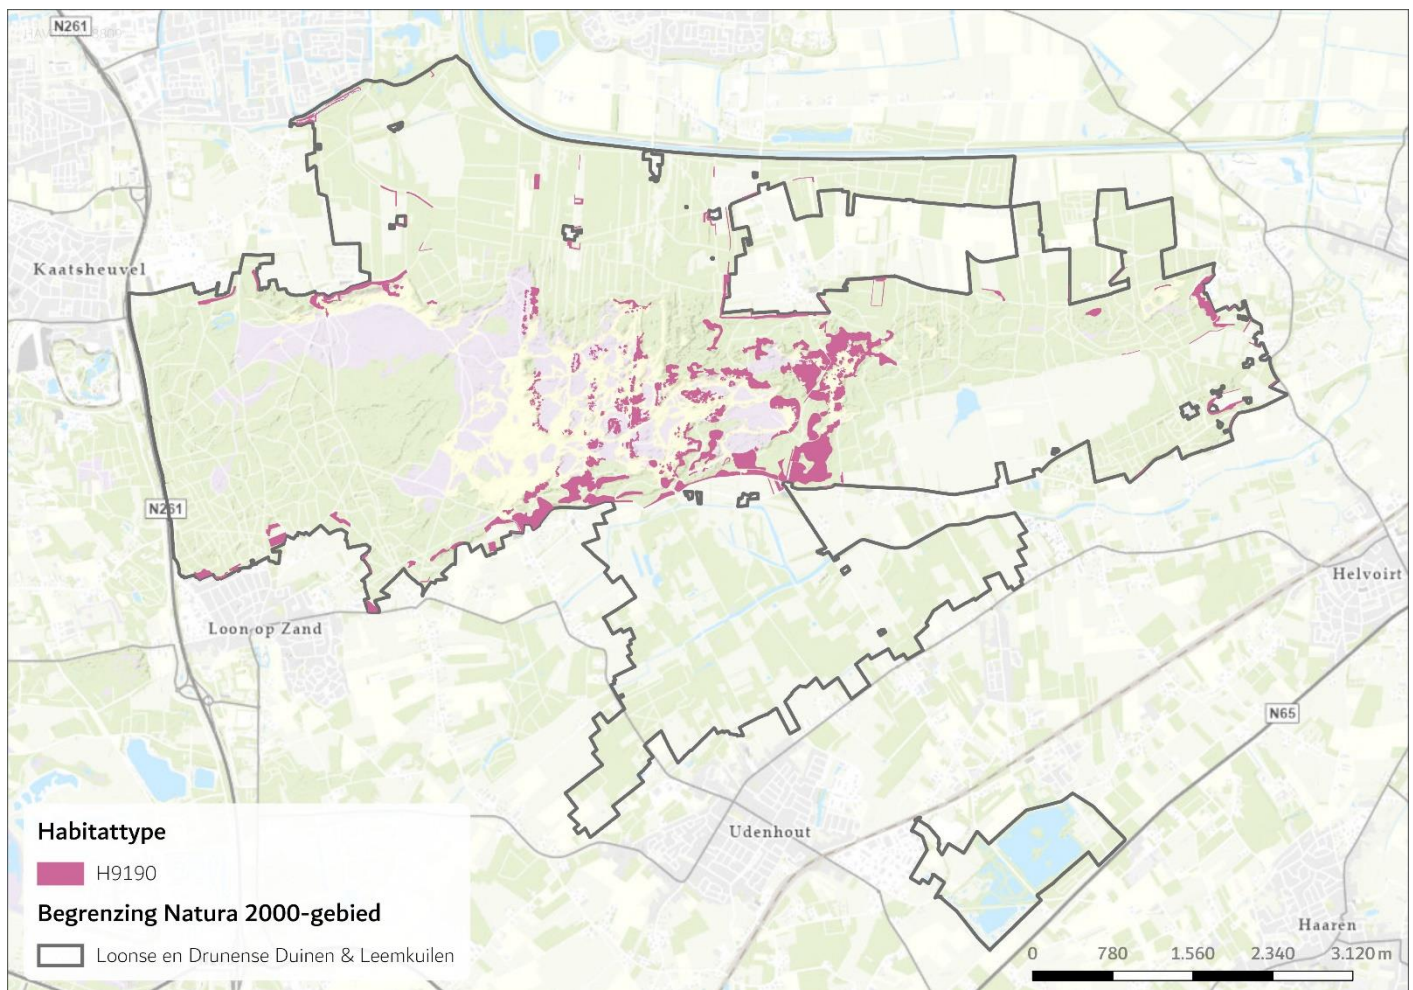 N261
Kaatsheuvel
N261
Loon op Zand
Helvoirt
N65
Udenhout
Haaren
Habitattype
H9190
Begrenzing Natura 2000-gebied
Loonse en Drunense Duinen & Leemkuilen
0 780 1.560 2.340 3.120 m